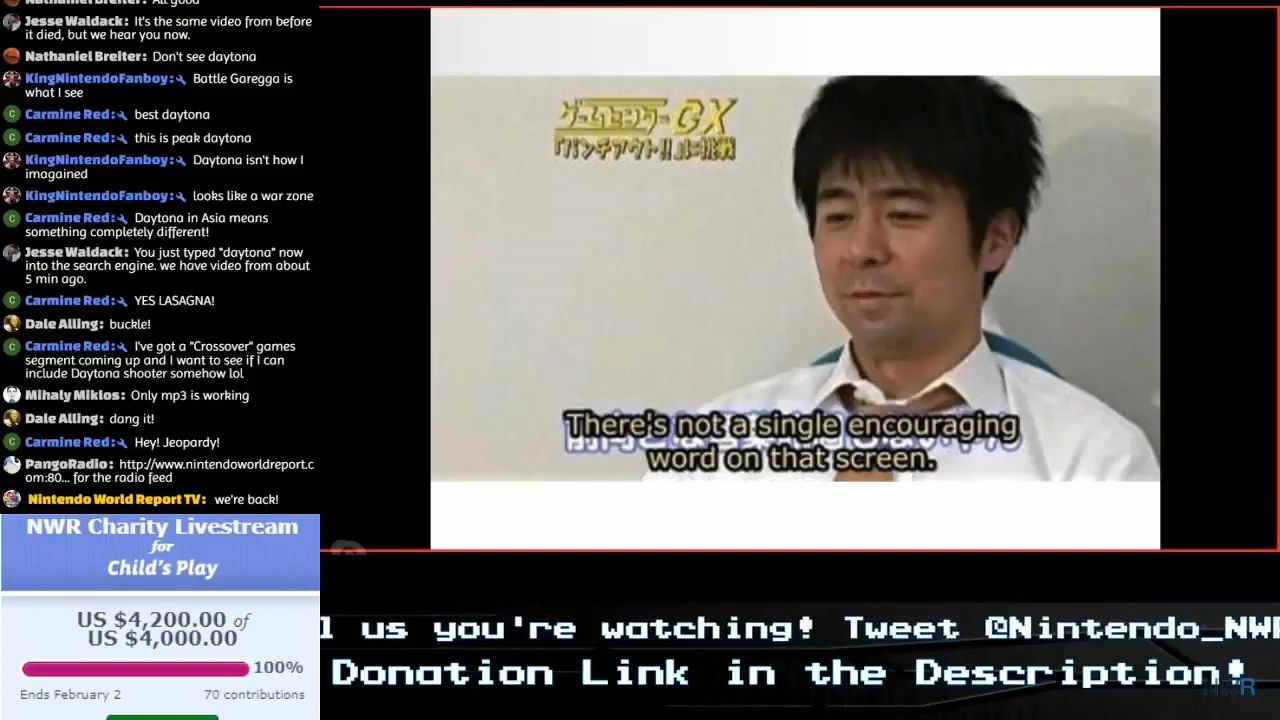 Nathaniel Breiter: All good
Jesse Waldack: It's the same video from before
it died, but we hear you now.
Nathaniel Breiter: Don't see daytona
KingNintendoFanboy: Battle Garegga is
what I see
C Carmine Red: best daytona
C Carmine Red: this is peak daytona
KingNintendoFanboy: Daytona isn't how I
imagained
KingNintendoFanboy: looks like a war zone
C Carmine Red: Daytona in Asia means
something completely different!
Jesse Waldack: You just typed "daytona" now
into the search engine. we have video from about
5 min ago.
C Carmine Red: YES LASAGNA!
Dale Alling: buckle!
C Carmine Red: I've got a "Crossover" games
segment coming up and I want to see if I can
include Daytona shooter somehow lol
Mihaly Miklos: Only mp3 is working
Dale Alling: dang it!
C Carmine Red: Hey! Jeopardy!
PangoRadio: http://www.nintendoworldreport.c
om:80... for the radio feed
Nintendo World Report TV: we're back!
NWR Charity Livestream
for
Child's Play
US $4,200.00 of
US $4,000.00
100%
Ends February 2
70 contributions
ゲームセンターCX
「パンチアウト!!」に挑戦
There's not a single encouraging
word on that screen.
l us you're watching! Tweet @Nintendo_NWR
Donation Link in the Description!
NWR